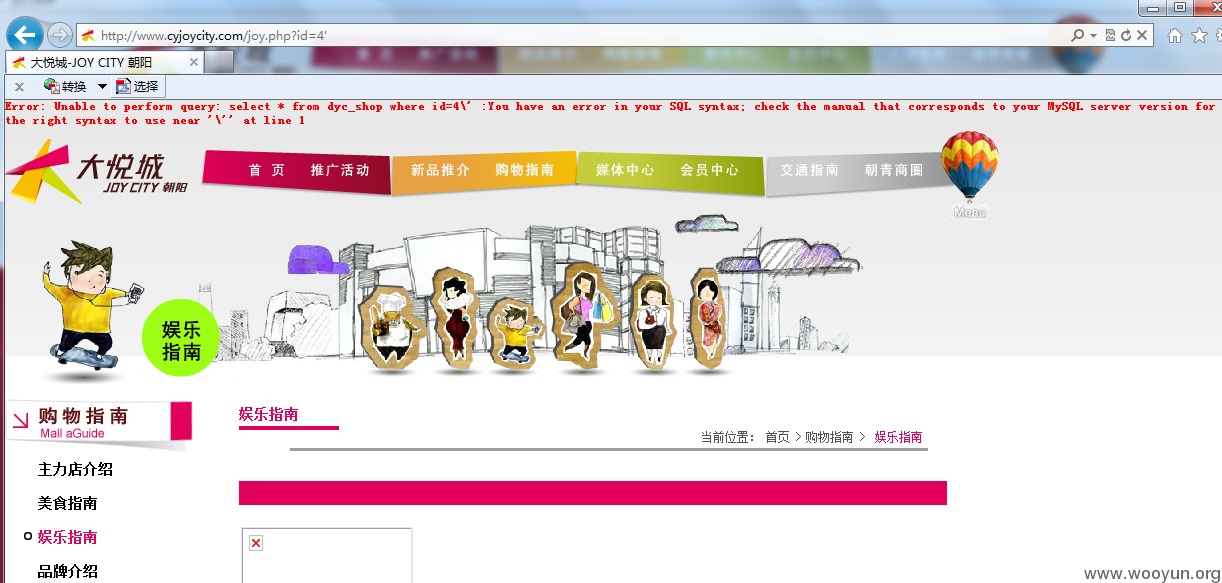 http://www.cyjoycity.com/joy.php?id=4'
大悦城-JOY CITY 朝阳
转换 选择
Error: Unable to perform query: select * from dyc_shop where id=4\' :You have an error in your SQL syntax; check the manual that corresponds to your MySQL server version for
the right syntax to use near '\'' at line 1
大悦城
JOY CITY 朝阳
首 页 推广活动 新品推介 购物指南 媒体中心 会员中心 交通指南 朝青商圈
Menu
娱乐
指南
购物指南
Mall aGuide
娱乐指南
当前位置: 首页 > 购物指南 > 娱乐指南
主力店介绍
美食指南
娱乐指南
品牌介绍
www.wooyun.org